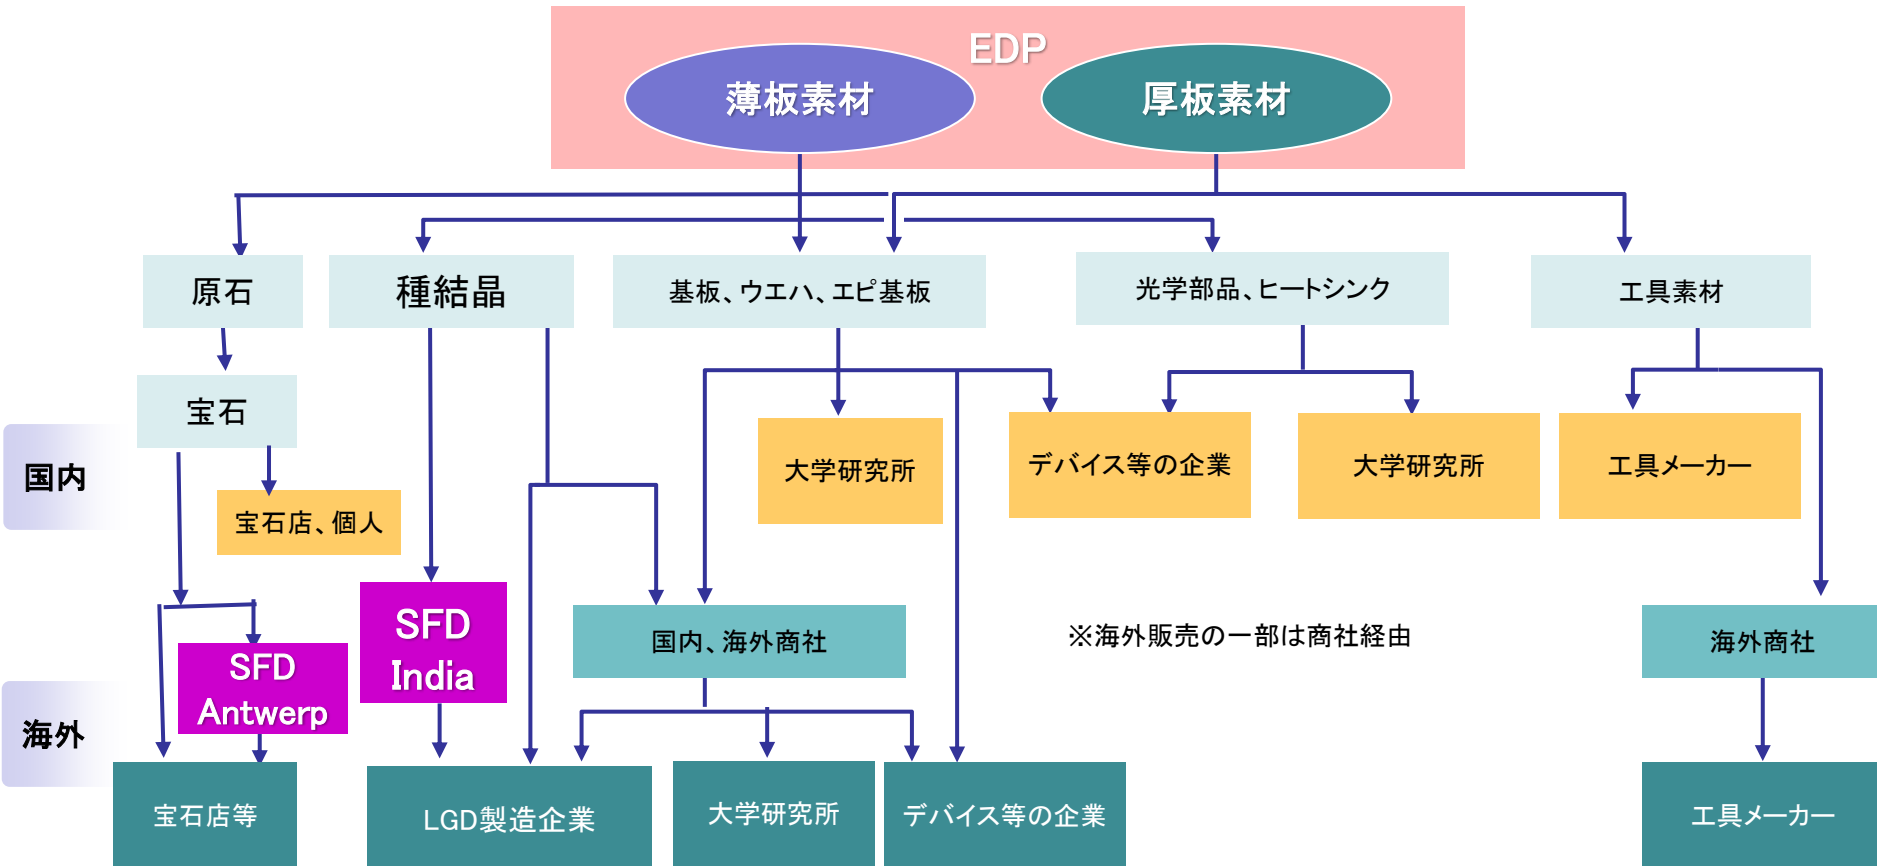 EDP
薄板素材
厚板素材
原石
種結晶
基板、ウエハ、エピ基板
光学部品、ヒートシンク
工具素材
宝石
国内
宝石店、個人
大学研究所
デバイス等の企業
大学研究所
工具メーカー
SFD
India
国内、海外商社
※海外販売の一部は商社経由
海外商社
SFD
Antwerp
海外
宝石店等
LGD製造企業
大学研究所
デバイス等の企業
工具メーカー